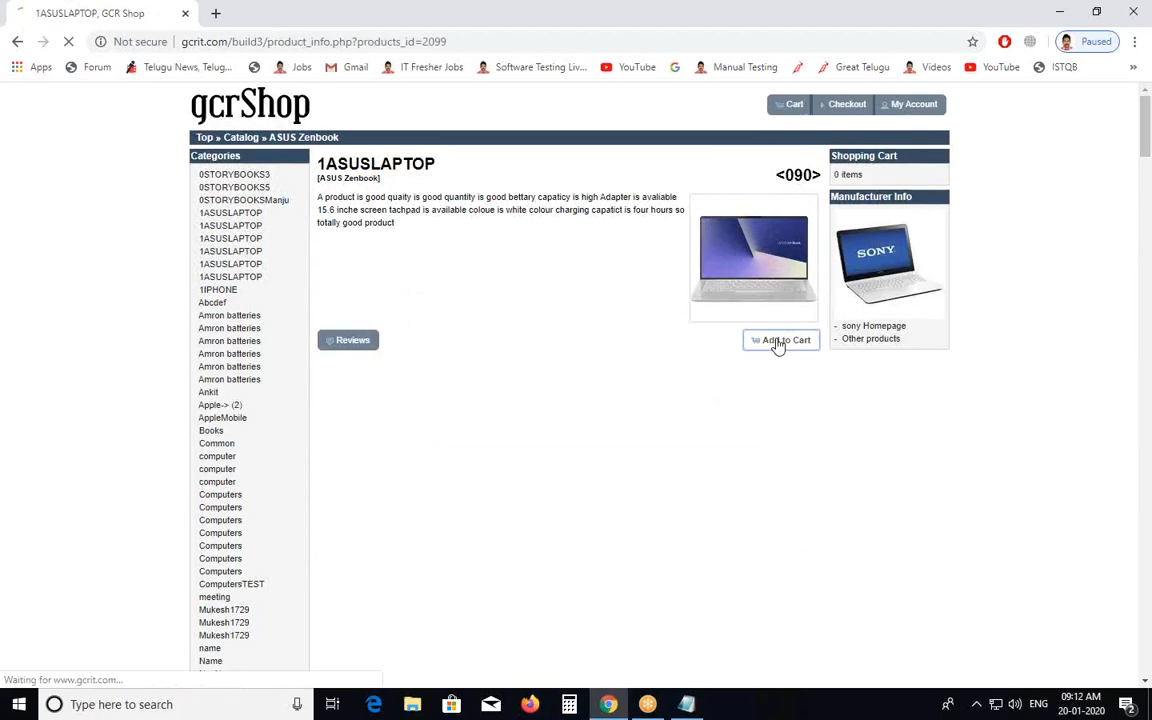 1ASUSLAPTOP, GCR Shop
Not secure
gcrit.com/build3/product_info.php?products_id=2099
Paused
Apps
Forum
Telugu News, Telug...
Jobs
Gmail
IT Fresher Jobs
Software Testing Liv...
YouTube
Manual Testing
Great Telugu
Videos
YouTube
ISTQB
»
gcrShop
Cart
Checkout
My Account
Top » Catalog » ASUS Zenbook
Categories
0STORYBOOKS3
0STORYBOOKS5
0STORYBOOKSManju
1ASUSLAPTOP
1ASUSLAPTOP
1ASUSLAPTOP
1ASUSLAPTOP
1ASUSLAPTOP
1ASUSLAPTOP
1IPHONE
Abcdef
Amron batteries
Amron batteries
Amron batteries
Amron batteries
Amron batteries
Amron batteries
Ankit
Apple-> (2)
AppleMobile
Books
Common
computer
computer
computer
Computers
Computers
Computers
Computers
Computers
Computers
Computers
ComputersTEST
meeting
Mukesh1729
Mukesh1729
Mukesh1729
name
Name
1ASUSLAPTOP
[ASUS Zenbook]
<090>
A product is good quaity is good quantity is good bettary capaticy is high Adapter is avaliable
15.6 inche screen tachpad is available coloue is white colour charging capatict is four hours so
totally good product
Reviews
Add to Cart
Shopping Cart
0 items
Manufacturer Info
SONY
- sony Homepage
- Other products
Waiting for www.gcrit.com...
Type here to search
ENG
09:12 AM
20-01-2020
2